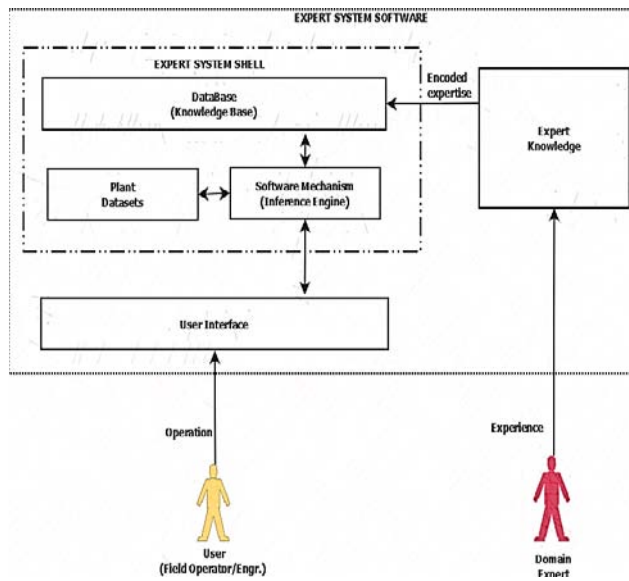 EXPERT SYSTEM SOFTWARE
EXPERT SYSTEM SHELL
DataBase
(Knowledge Base)
Encoded
expertise
Expert
Knowledge
Plant
Datasets
Software Mechanism
(Inference Engine)
User Interface
Operation
Experience
User
(Field Operator/Engr.)
Domain
Expert